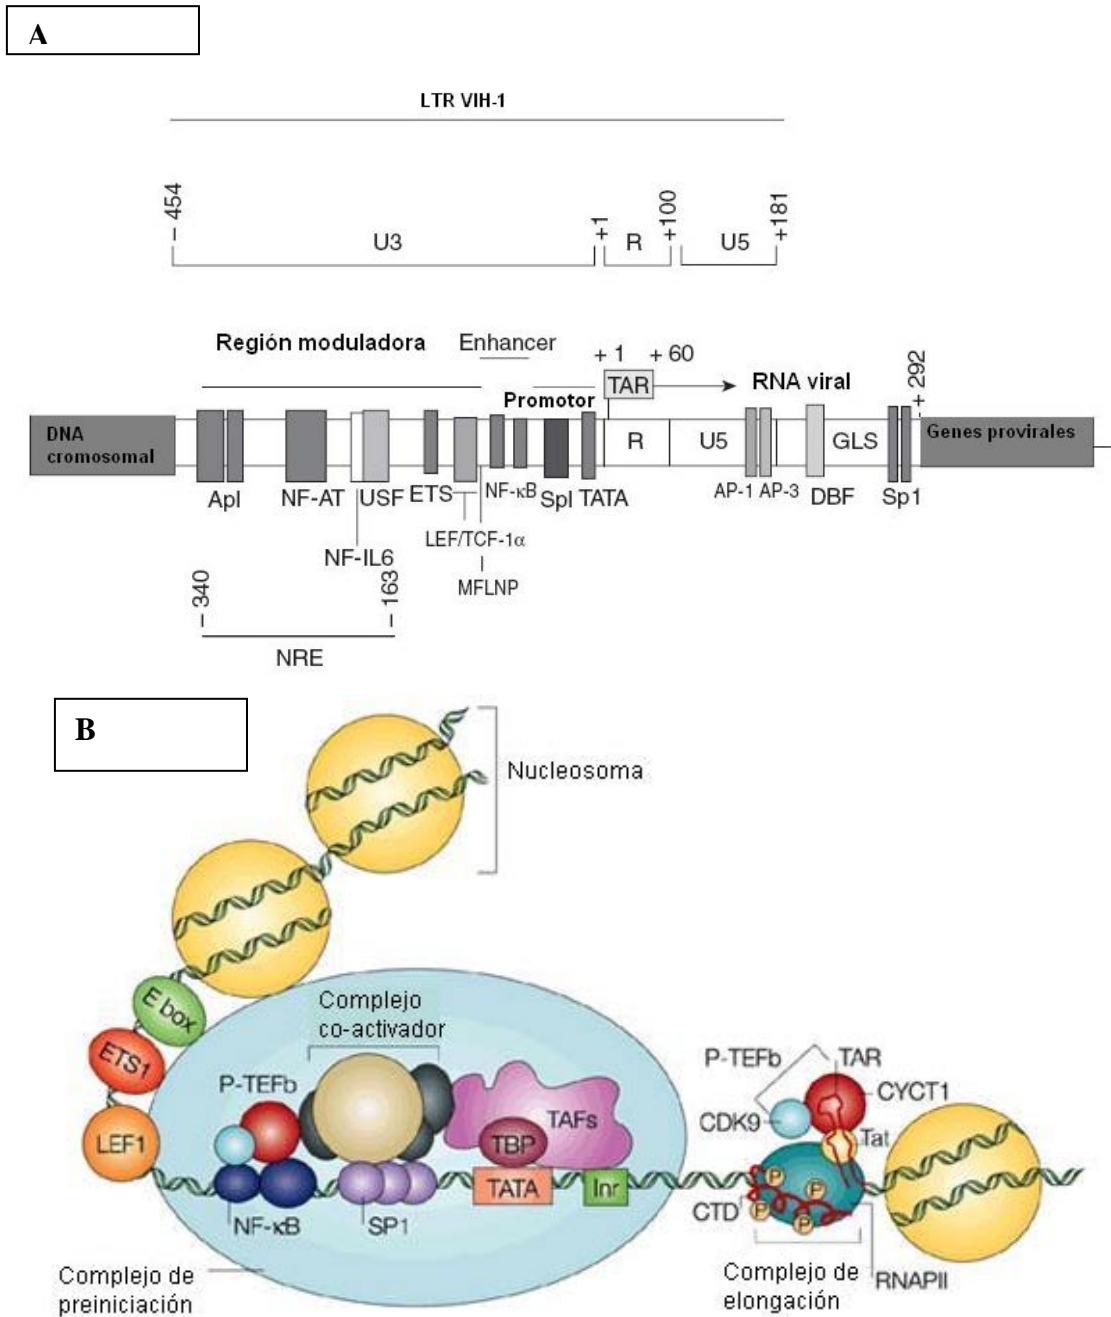 A
LTR VIH-1
– 454
+1
+100
+181
U3
R
U5
Región moduladora
Enhancer
+ 1
+ 60
Promotor
TAR
RNA viral
+ 292
DNA
cromosomal
R
U5
GLS
Genes provirales
ApI
NF-AT
USF
ETS
NF-κB
SpI
TATA
AP-1
AP-3
DBF
Sp1
LEF/TCF-1α
NF-IL6
MFLNP
– 340
– 163
NRE
B
Nucleosoma
E box
ETS1
LEF1
Complejo
co-activador
P-TEFb
TAFs
TBP
TATA
Inr
NF-κB
SP1
P-TEFb
TAR
CYCT1
CDK9
Tat
P
P
P
P
CTD
RNAPII
Complejo de
preiniciación
Complejo de
elongación